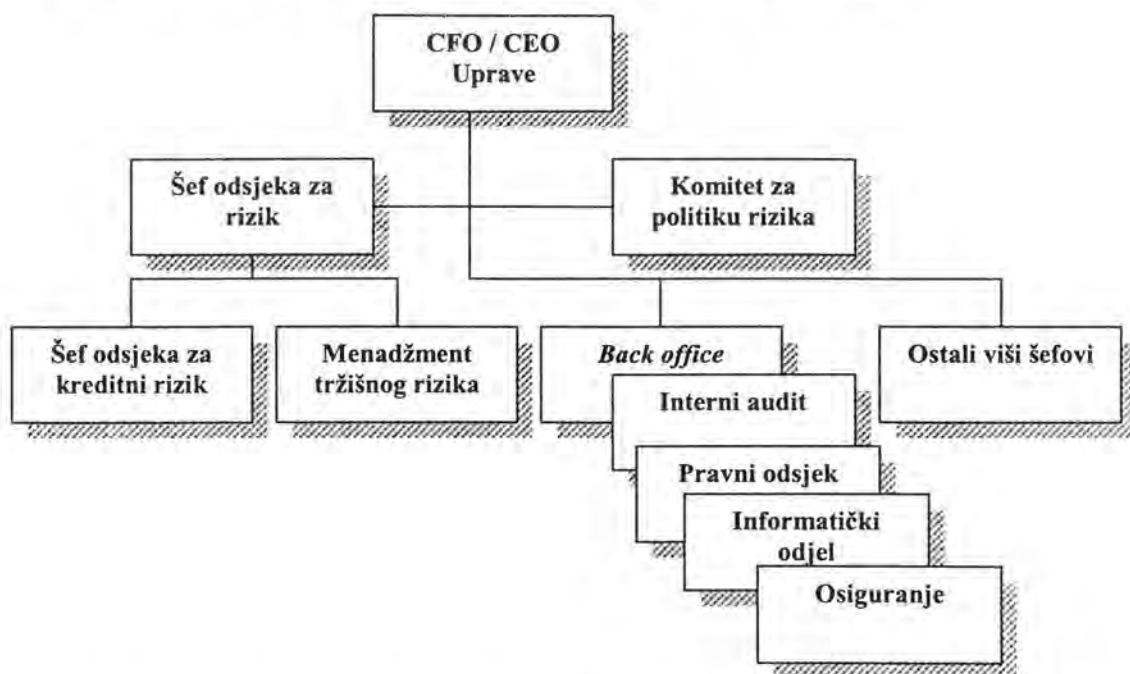 CFO / CEO
Uprave
Šef odsjeka za
rizik
Komitet za
politiku rizika
Šef odsjeka za
kreditni rizik
Menadžment
tržišnog rizika
Back office
Interni audit
Pravni odsjek
Informatički
odjel
Osiguranje
Ostali viši šefovi